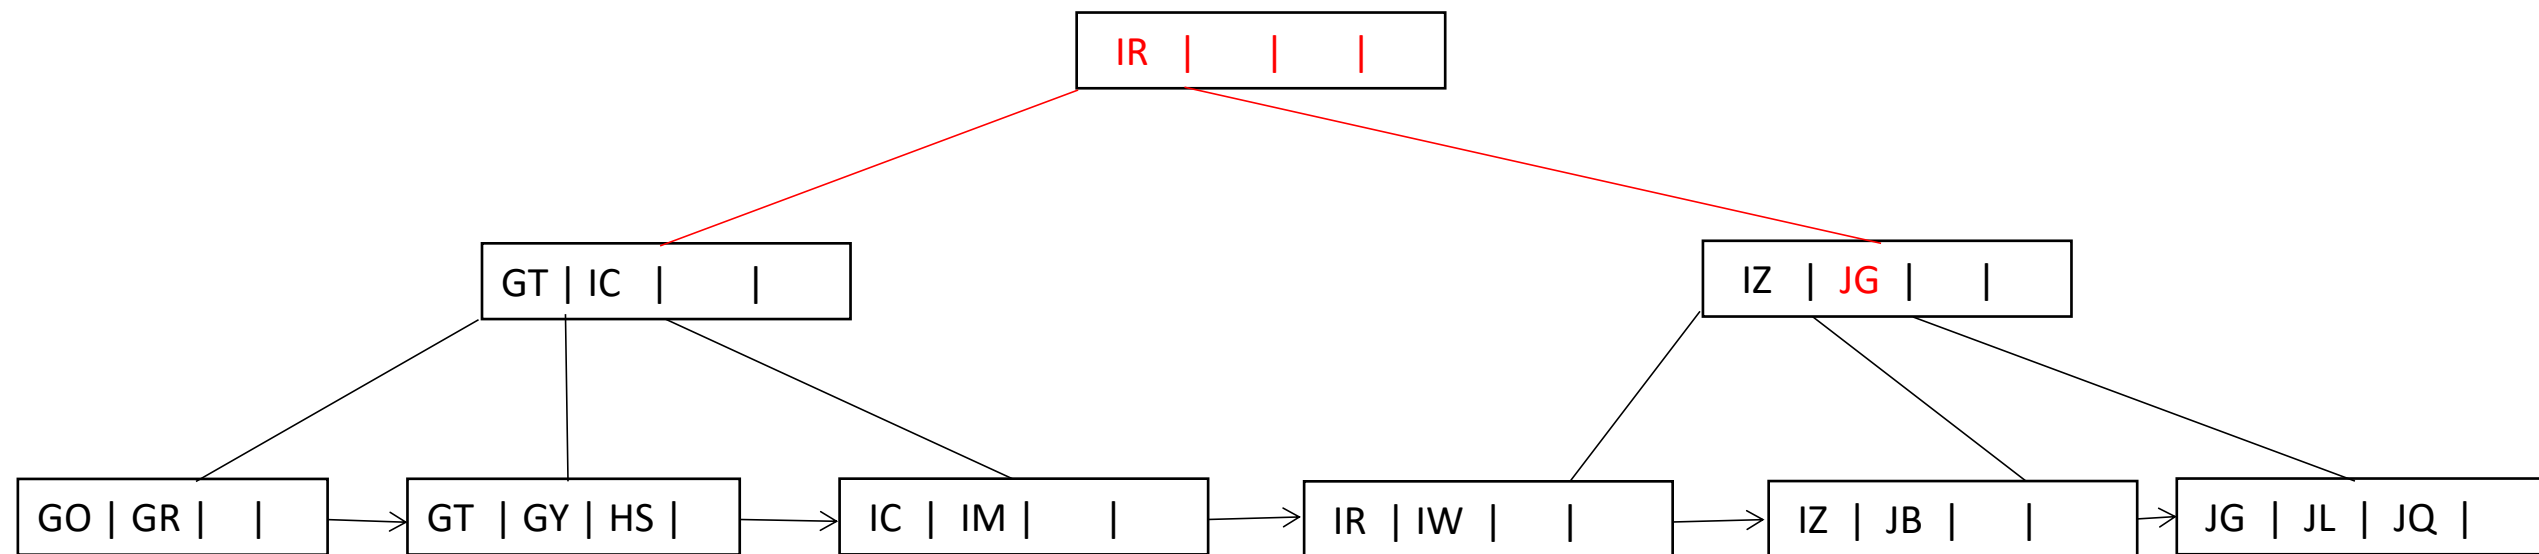 IR | | |
GT | IC | |
IZ | JG | |
GO | GR | |
GT | GY | HS |
IC | IM | |
IR | IW | |
IZ | JB | |
JG | JL | JQ |